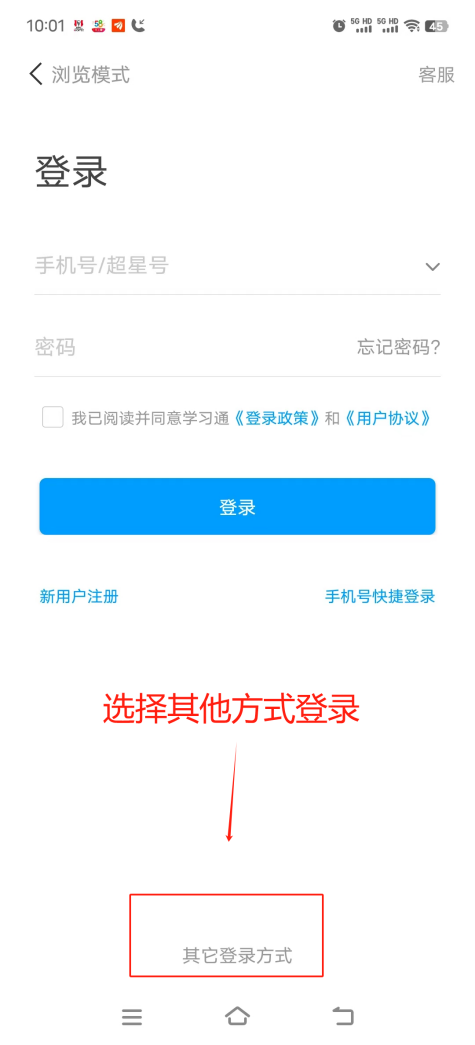 10:01 5G HD 5G HD 45
浏览模式 客服
登录
手机号/超星号
密码 忘记密码?
我已阅读并同意学习通《登录政策》和《用户协议》
登录
新用户注册 手机号快捷登录
选择其他方式登录
其它登录方式